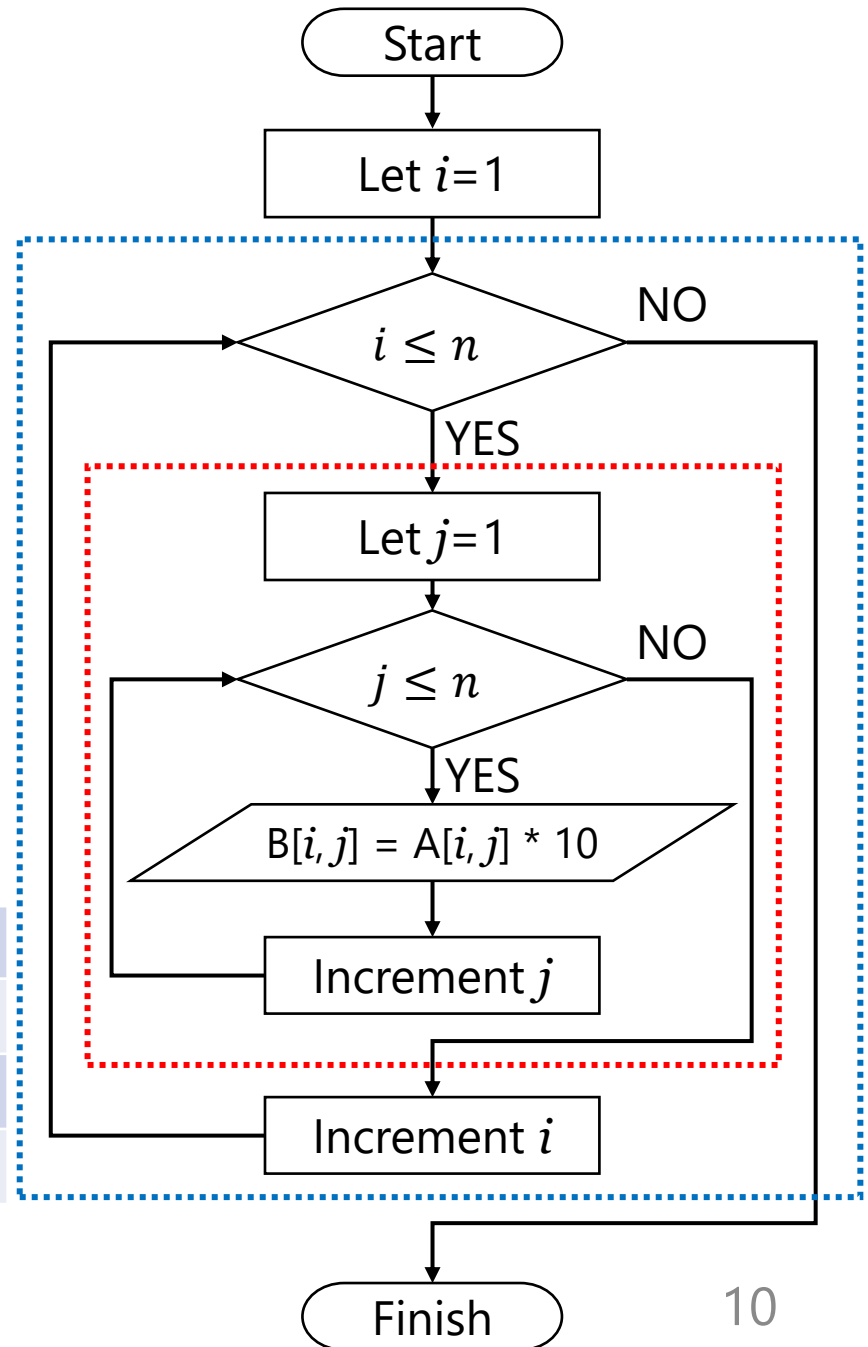 Start
Let i=1
i ≤ n
NO
YES
Let j=1
j ≤ n
NO
YES
B[i, j] = A[i, j] * 10
Increment j
Increment i
Finish
10